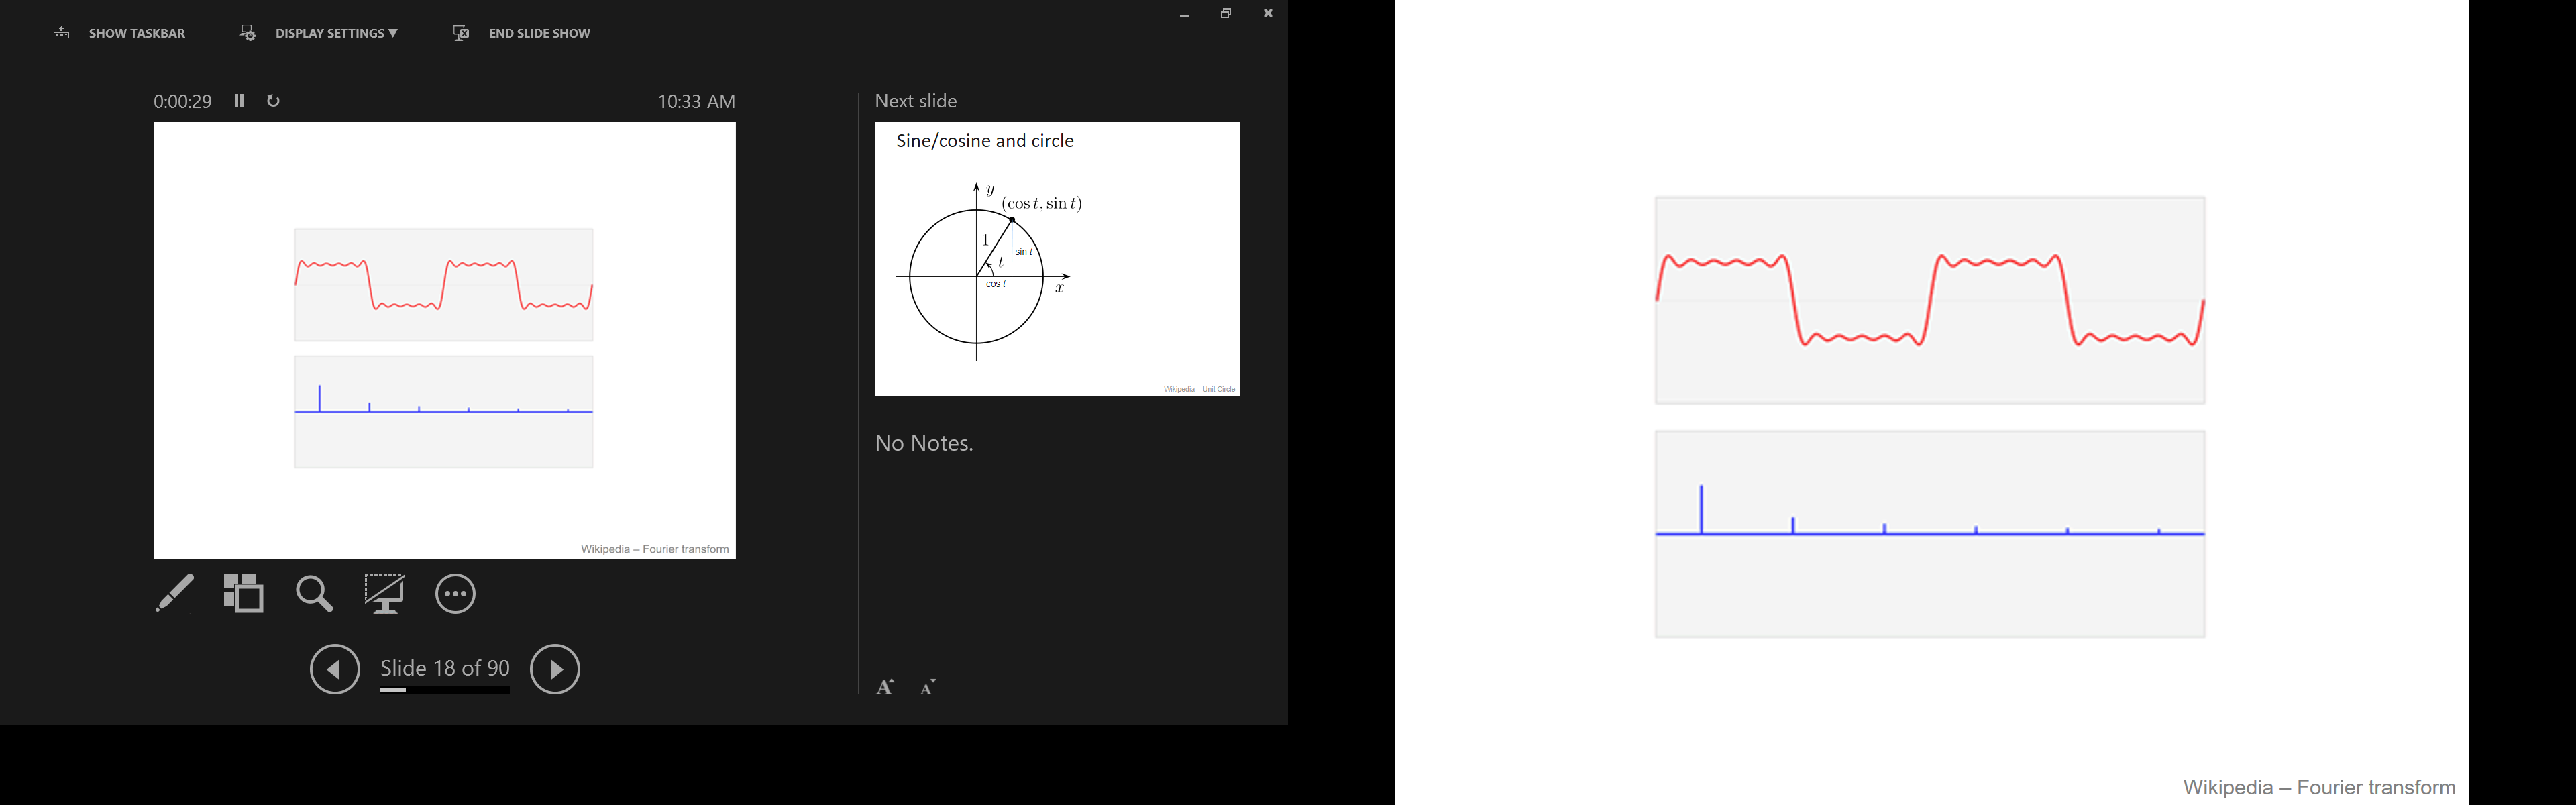 SHOW TASKBAR
DISPLAY SETTINGS ▼
END SLIDE SHOW
0:00:29
10:33 AM
Wikipedia – Fourier transform
Slide 18 of 90
Next slide
Sine/cosine and circle
y
(cos t, sin t)
1
sin t
t
cos t
x
Wikipedia – Unit Circle
No Notes.
A A
Wikipedia – Fourier transform